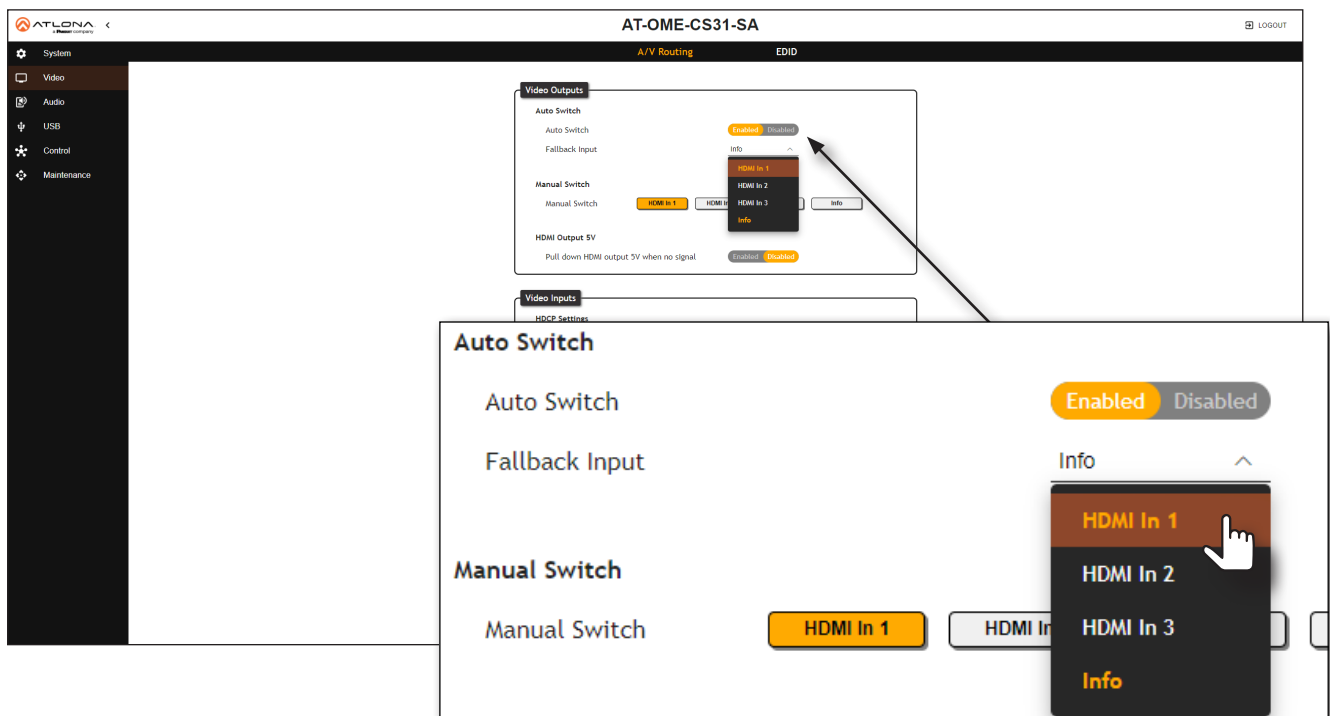 ATLONA
AT-OME-CS31-SA
LOGOUT
A/V Routing EDID
System
Video
Audio
USB
Control
Maintenance
Video Outputs
Auto Switch
Auto Switch Enabled Disabled
Fallback Input Info
HDMI In 1
HDMI In 2
HDMI In 3
Info
Manual Switch
Manual Switch HDMI In 1 HDMI In Info
HDMI Output 5V
Pull down HDMI output 5V when no signal Enabled Disabled
Video Inputs
HDCP Settings
Auto Switch
Auto Switch Enabled Disabled
Fallback Input Info
HDMI In 1
HDMI In 2
HDMI In 3
Info
Manual Switch
Manual Switch HDMI In 1 HDMI In